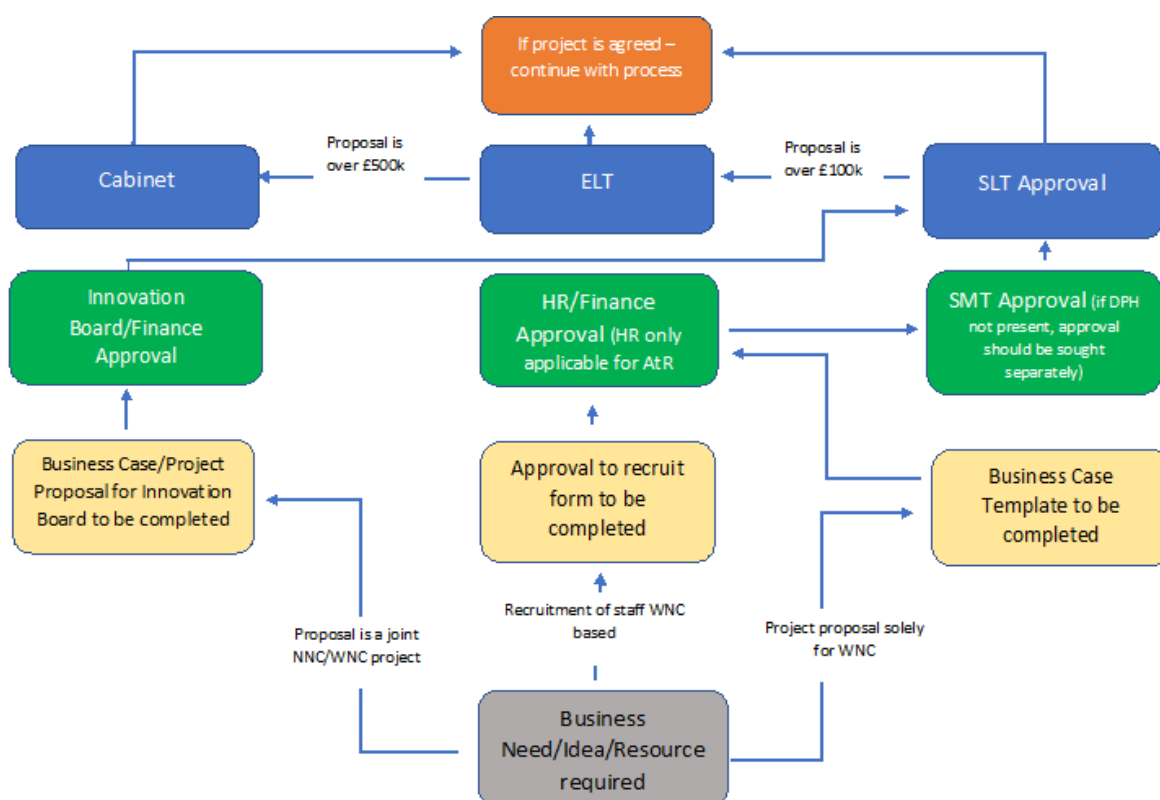 If project is agreed –
continue with process
Proposal is
over £500k
Proposal is
over £100k
Cabinet
ELT
SLT Approval
Innovation
Board/Finance
Approval
HR/Finance
Approval (HR only
applicable for AtR
SMT Approval (if DPH
not present, approval
should be sought
separately)
Business Case/Project
Proposal for Innovation
Board to be completed
Approval to recruit
form to be
completed
Business Case
Template to be
completed
Proposal is a joint
NNC/WNC project
Recruitment of staff WNC
based
Project proposal solely
for WNC
Business
Need/Idea/Resource
required